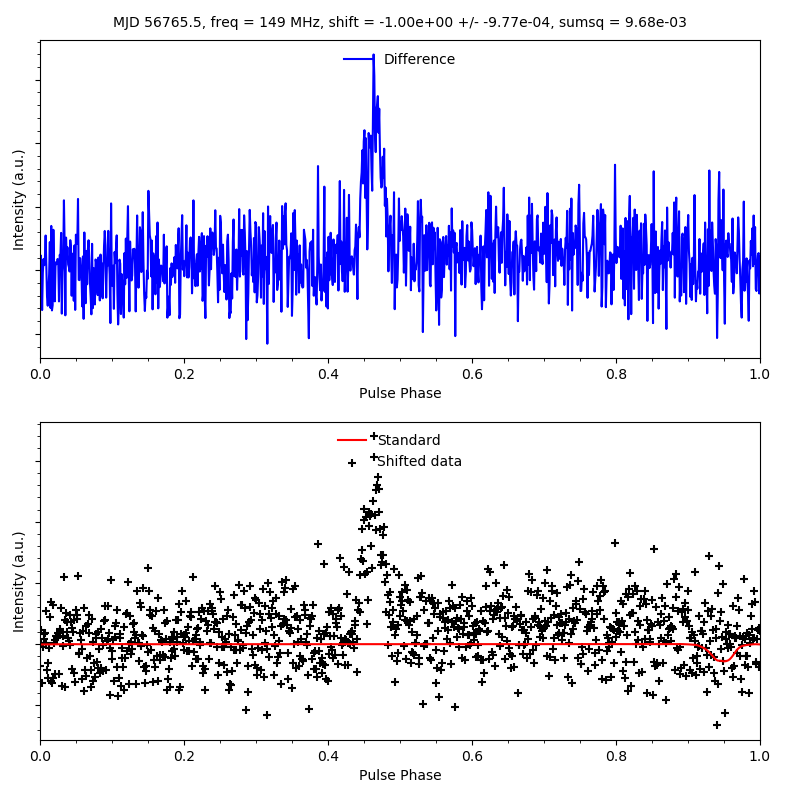 MJD 56765.5, freq = 149 MHz, shift = -1.00e+00 +/- -9.77e-04, sumsq = 9.68e-03
Difference
Intensity (a.u.)
0.0 0.2 0.4 0.6 0.8 1.0
Pulse Phase
Standard
Shifted data
Intensity (a.u.)
0.0 0.2 0.4 0.6 0.8 1.0
Pulse Phase